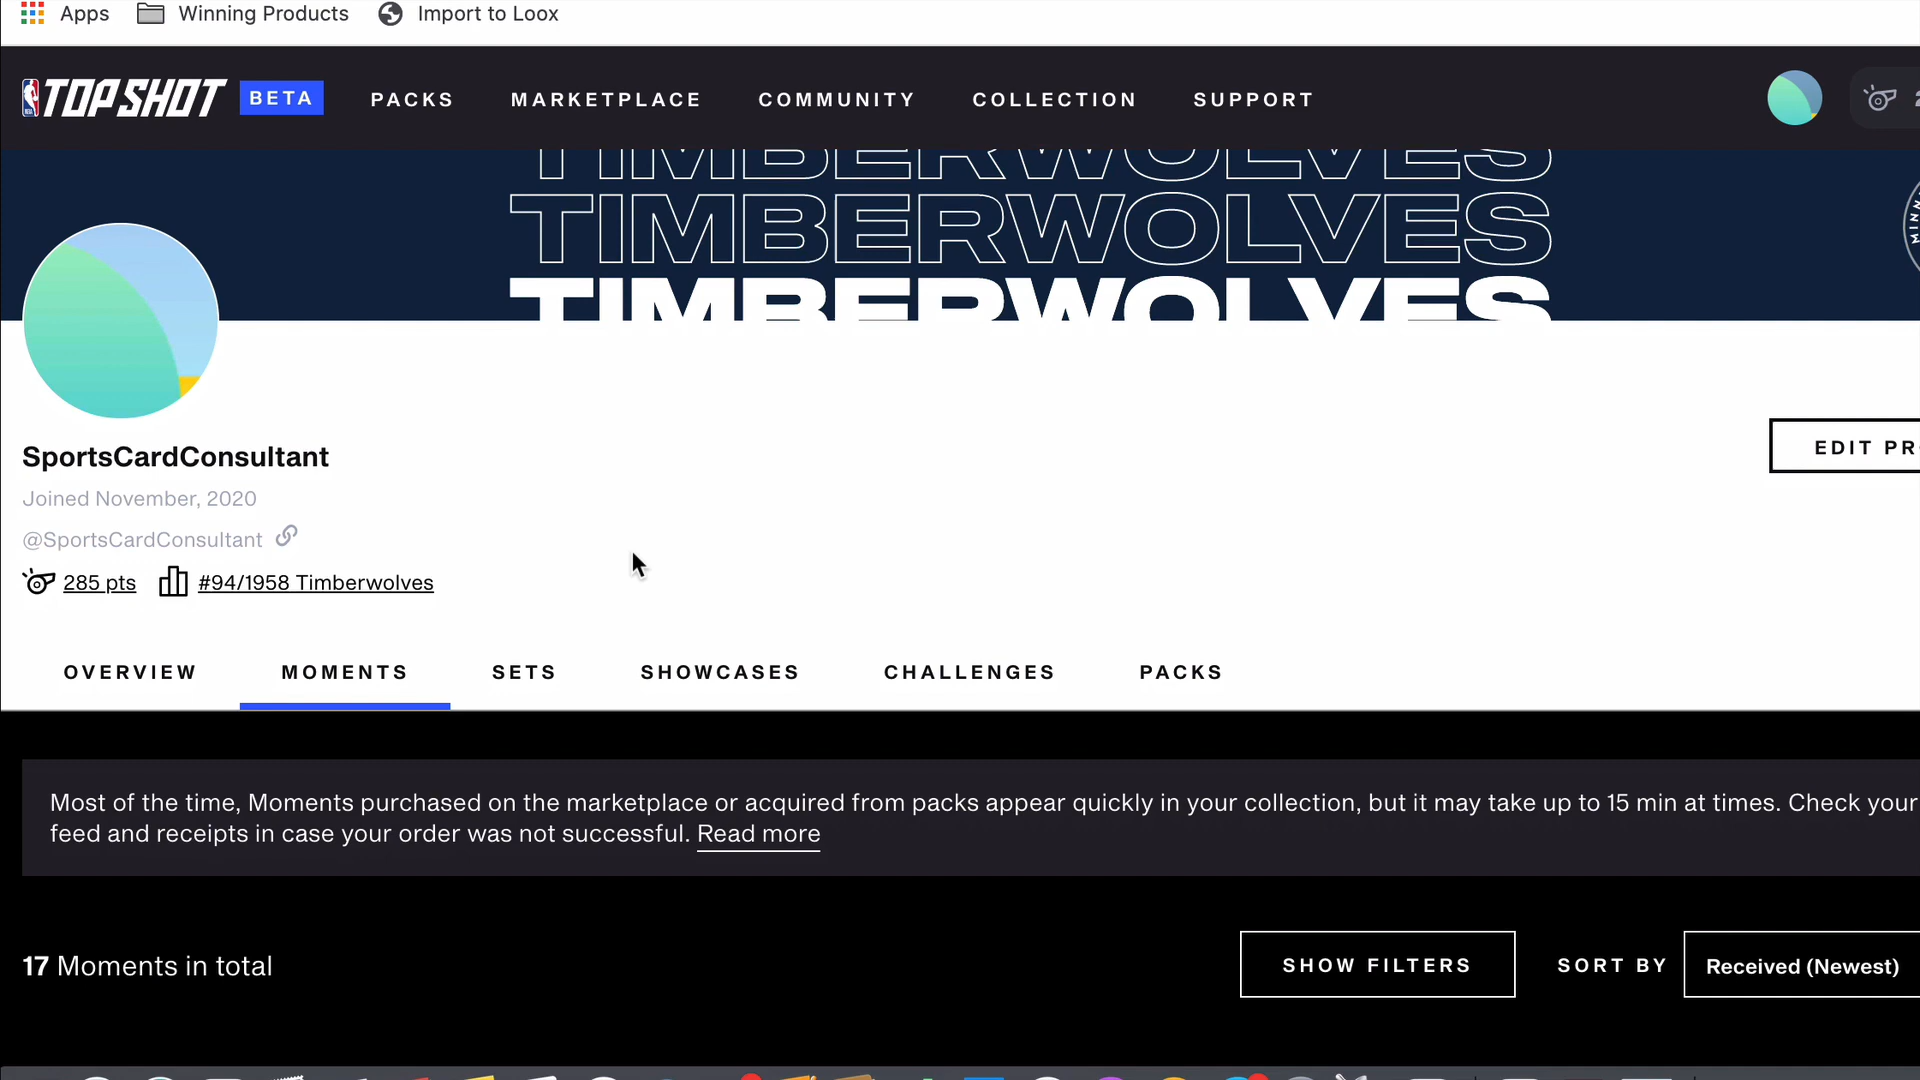 Apps Winning Products Import to Loox
TOP SHOT BETA PACKS MARKETPLACE COMMUNITY COLLECTION SUPPORT
TIMBERWOLVES
TIMBERWOLVES
TIMBERWOLVES
SportsCardConsultant
Joined November, 2020
@SportsCardConsultant
285 pts #94/1958 Timberwolves
EDIT PR
OVERVIEW MOMENTS SETS SHOWCASES CHALLENGES PACKS
Most of the time, Moments purchased on the marketplace or acquired from packs appear quickly in your collection, but it may take up to 15 min at times. Check your
feed and receipts in case your order was not successful. Read more
17 Moments in total SHOW FILTERS SORT BY Received (Newest)